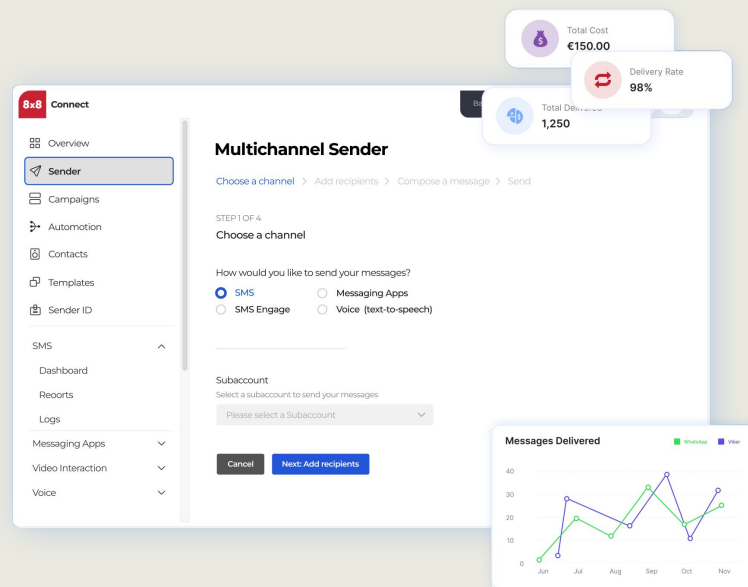 Total Cost
€150.00
Delivery Rate
98%
Total Delivered
1,250
8x8 Connect
Ba
Overview
Sender
Campaigns
Automotion
Contacts
Templates
Sender ID
SMS
Dashboard
Reoorts
Logs
Messaging Apps
Video Interaction
Voice
Multichannel Sender
Choose a channel > Add recipients > Compose a message > Send
STEP 1 OF 4
Choose a channel
How would you like to send your messages?
SMS Messaging Apps
SMS Engage Voice (text-to-speech)
Subaccount
Select a subaccount to send your messages
Please select a Subaccount
Cancel Next: Add recipients
Messages Delivered WhatsApp Viber
40
30
20
10
0
Jun Jul Aug Sep Oct Nov